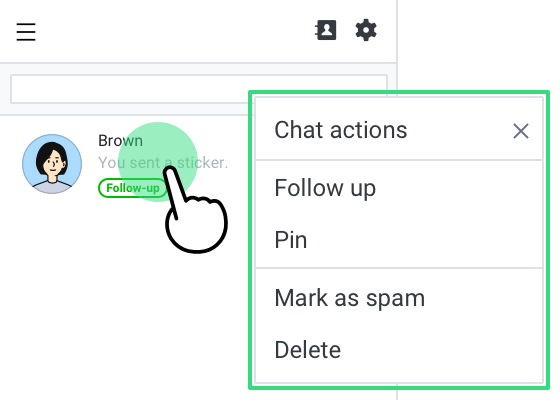 Brown
You sent a sticker.
Follow-up
Chat actions
Follow up
Pin
Mark as spam
Delete